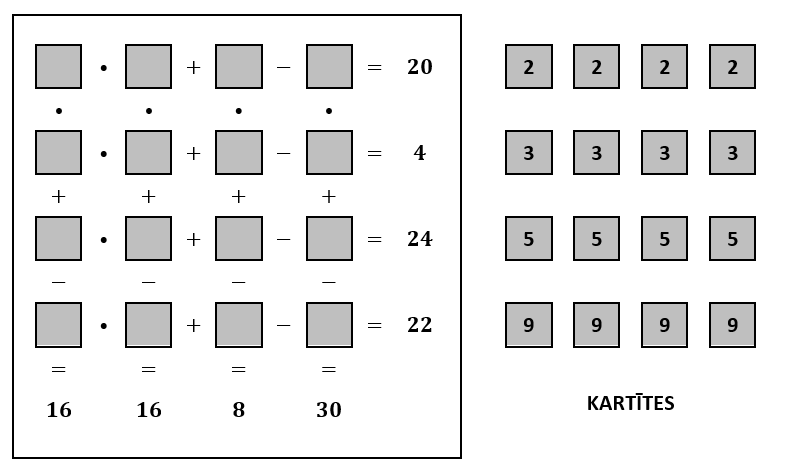 · + − = 20 2 2 2 2
· · · ·
· + − = 4 3 3 3 3
+ + + +
· + − = 24 5 5 5 5
− − − −
· + − = 22 9 9 9 9
= = = =
16 16 8 30 KARTĪTES